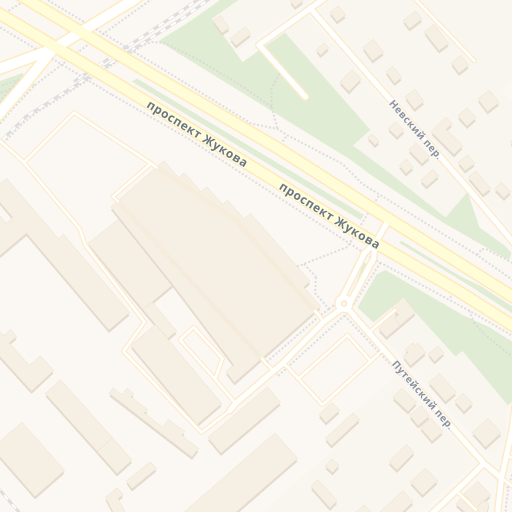 проспект Жукова
Невский пер.
проспект Жукова
Путейский пер.